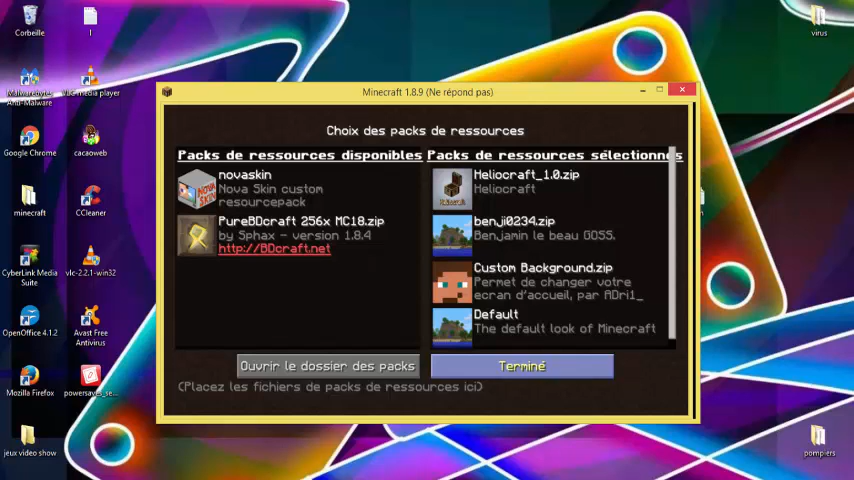 Corbeille
l
virus
Malwarebytes
Anti-Malware
VLC media player
Google Chrome
cacaoweb
minecraft
CCleaner
CyberLink Media
Suite
vlc-2.2.1-win32
OpenOffice 4.1.2
Avast Free
Antivirus
Mozilla Firefox
powersaves_se...
jeux video show
pompiers
Minecraft 1.8.9 (Ne répond pas)
Choix des packs de ressources
Packs de ressources disponibles
Packs de ressources sélectionnés
novaskin
Nova Skin custom
resourcepack
PureBDcraft 256x MC18.zip
by Sphax - version 1.8.4
http://BDcraft.net
Heliocraft_1.0.zip
Heliocraft
benji0234.zip
Benjamin le beau GOSS.
Custom Background.zip
Permet de changer votre
ecran d'accueil, par ADri1_
Default
The default look of Minecraft
Ouvrir le dossier des packs
Terminé
(Placez les fichiers de packs de ressources ici)